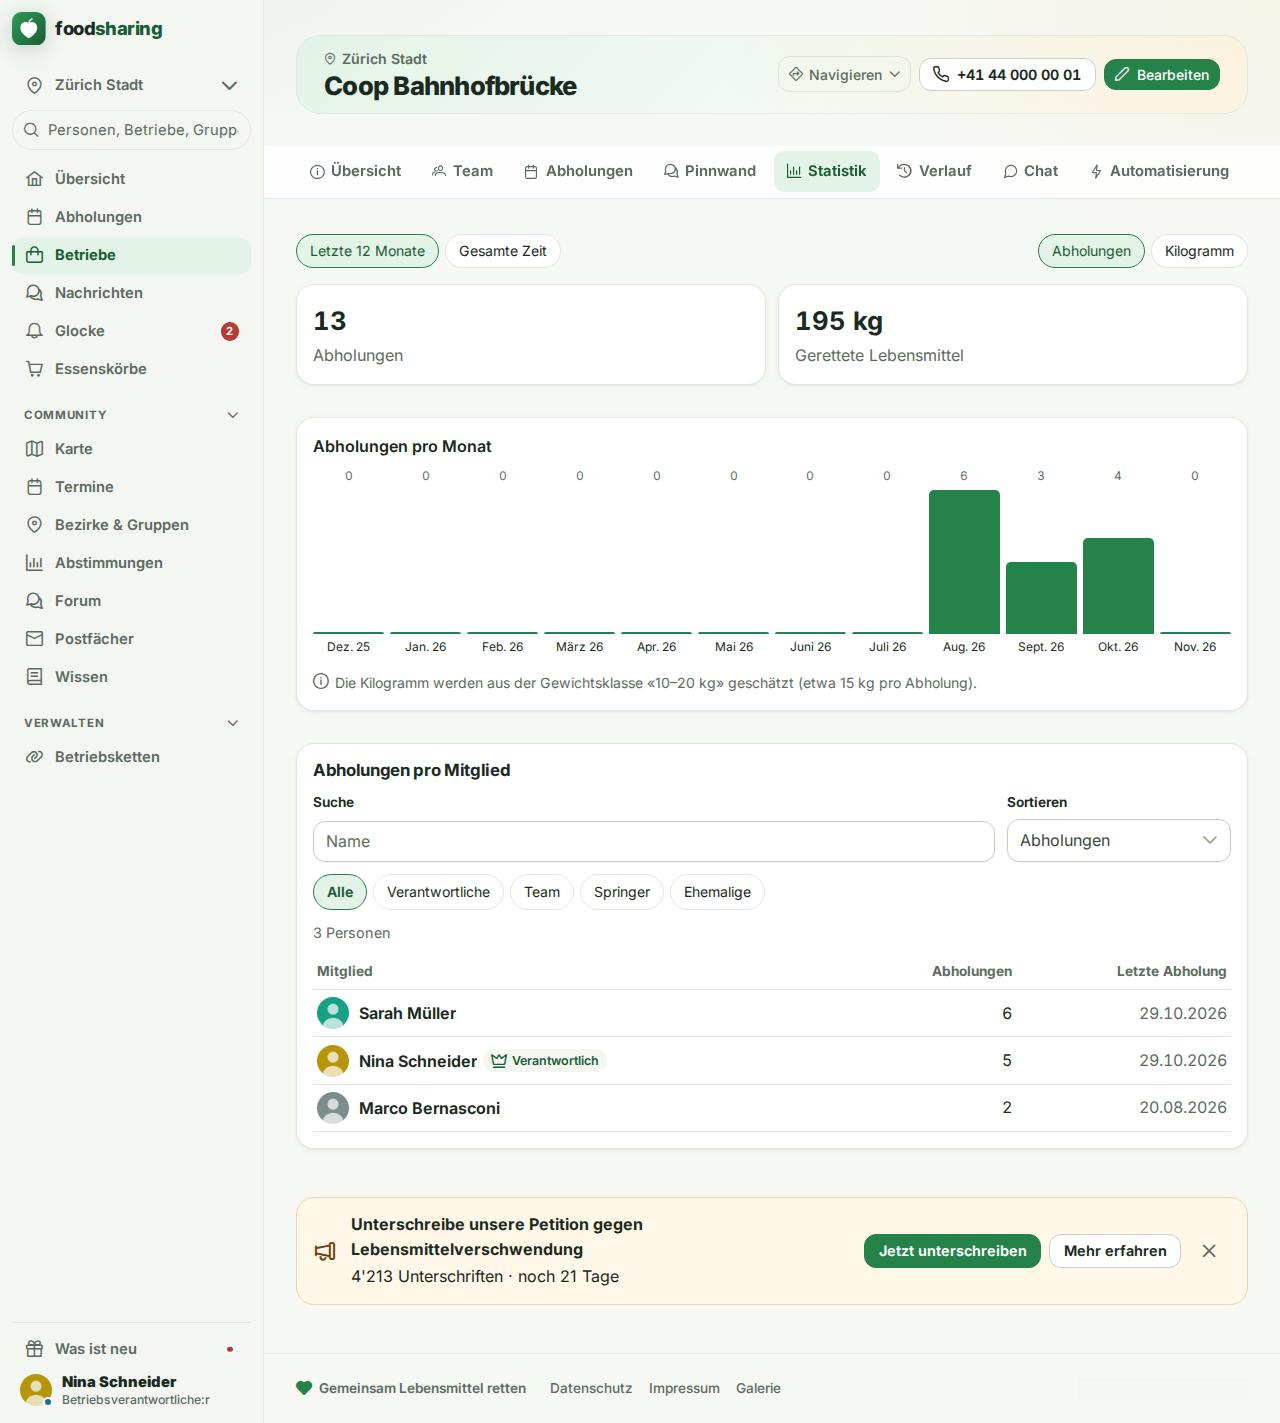 foodsharing
Zürich Stadt
Personen, Betriebe, Grupp
Übersicht
Abholungen
Betriebe
Nachrichten
Glocke 2
Essenskörbe
COMMUNITY
Karte
Termine
Bezirke & Gruppen
Abstimmungen
Forum
Postfächer
Wissen
VERWALTEN
Betriebsketten
Was ist neu
Nina Schneider
Betriebsverantwortliche:r
Zürich Stadt
Coop Bahnhofbrücke
Navigieren +41 44 000 00 01 Bearbeiten
Übersicht Team Abholungen Pinnwand Statistik Verlauf Chat Automatisierung
Letzte 12 Monate Gesamte Zeit Abholungen Kilogramm
13 195 kg
Abholungen Gerettete Lebensmittel
Abholungen pro Monat
0 0 0 0 0 0 0 0 6 3 4 0
Dez. 25 Jan. 26 Feb. 26 März 26 Apr. 26 Mai 26 Juni 26 Juli 26 Aug. 26 Sept. 26 Okt. 26 Nov. 26
Die Kilogramm werden aus der Gewichtsklasse «10–20 kg» geschätzt (etwa 15 kg pro Abholung).
Abholungen pro Mitglied
Suche Sortieren
Name Abholungen
Alle Verantwortliche Team Springer Ehemalige
3 Personen
Mitglied Abholungen Letzte Abholung
Sarah Müller 6 29.10.2026
Nina Schneider Verantwortlich 5 29.10.2026
Marco Bernasconi 2 20.08.2026
Unterschreibe unsere Petition gegen
Lebensmittelverschwendung
4'213 Unterschriften · noch 21 Tage
Jetzt unterschreiben Mehr erfahren
Gemeinsam Lebensmittel retten Datenschutz Impressum Galerie